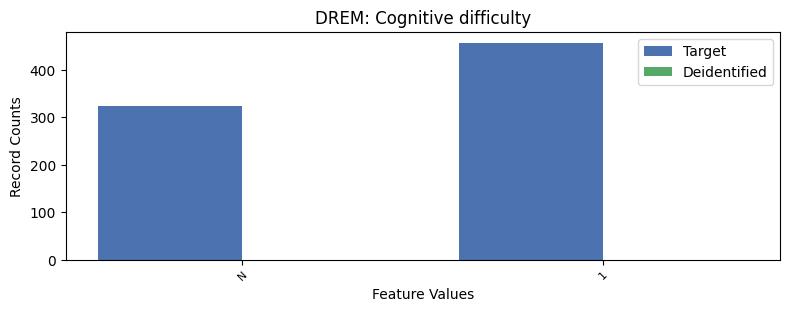 DREM: Cognitive difficulty
Target
Deidentified
Record Counts
400
300
200
100
0
N
1
Feature Values